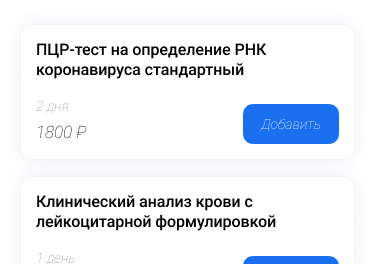 ПЦР-тест на определение РНК
коронавируса стандартный
2 дня
1800 ₽
Добавить
Клинический анализ крови с
лейкоцитарной формулировкой
1 день